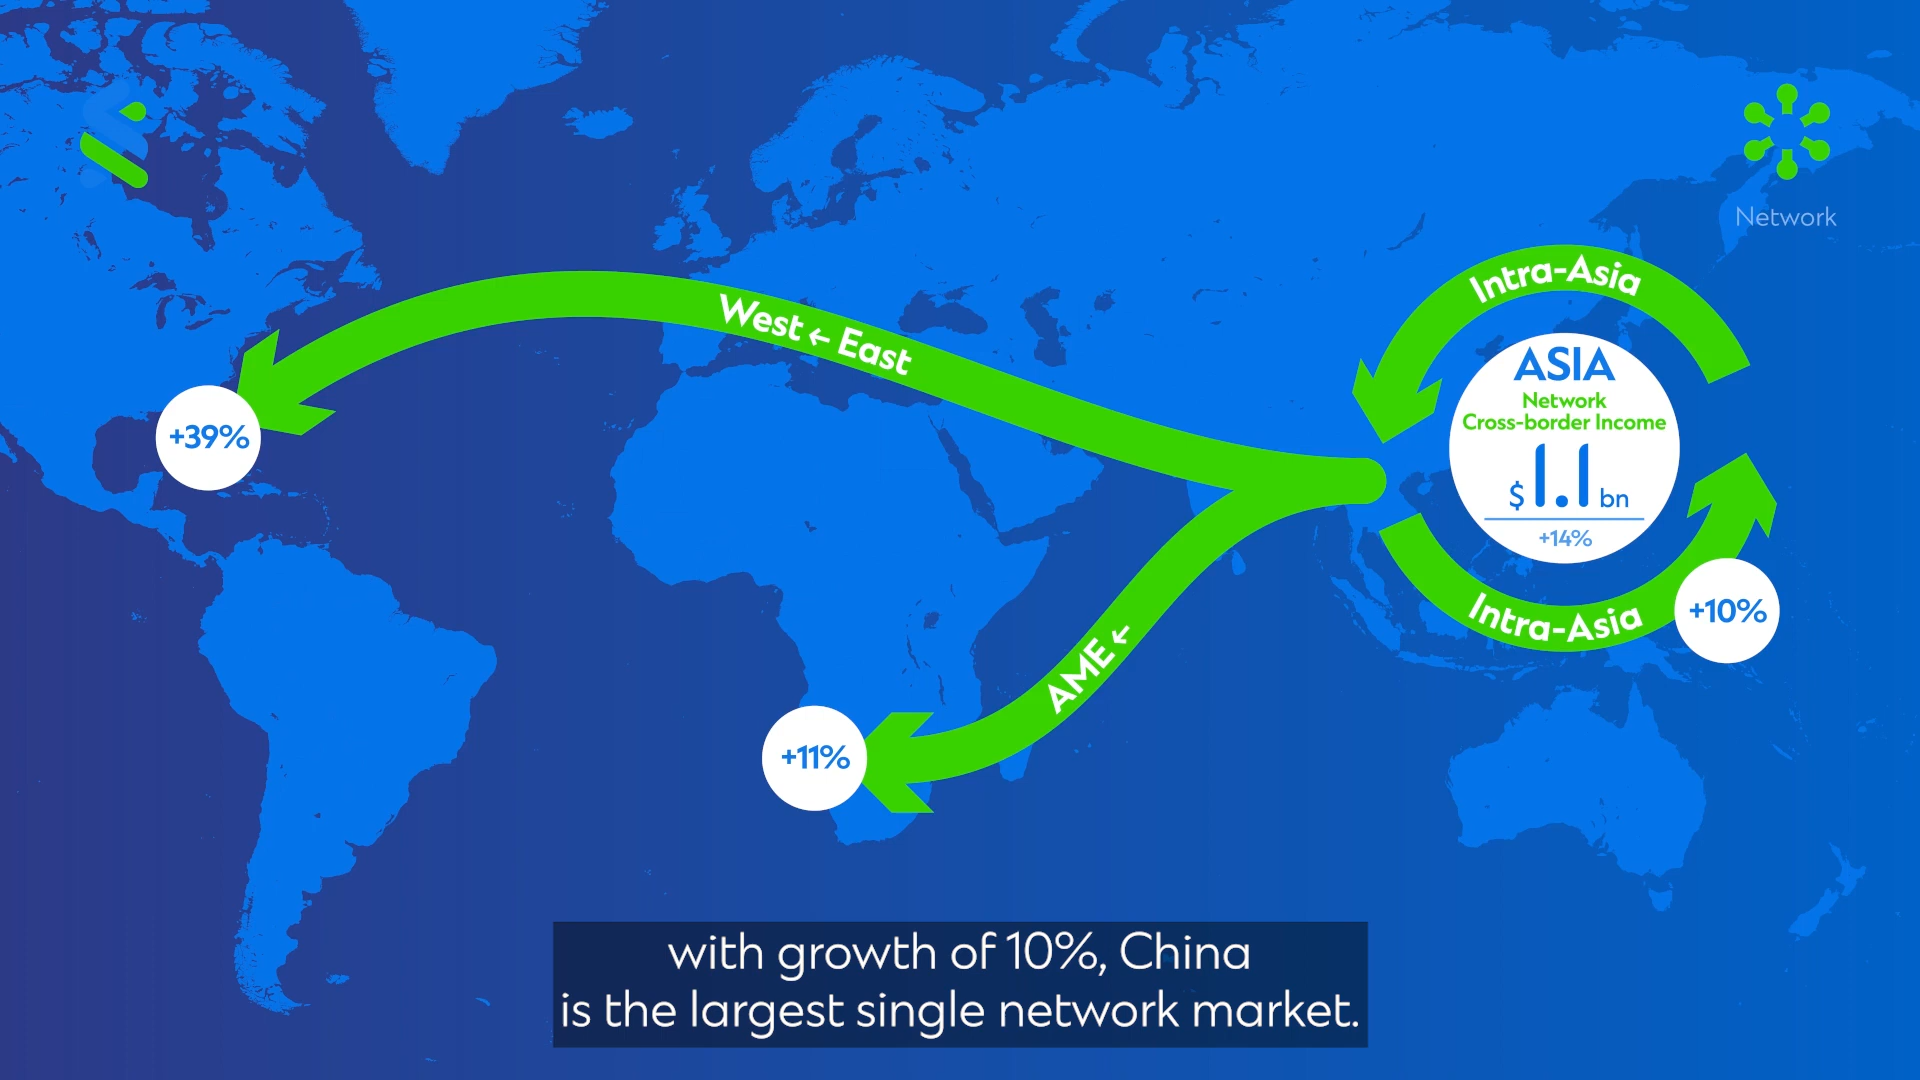 Network
Intra-Asia
West ← East
ASIA
Network
Cross-border Income
$1.1bn
+14%
+39%
Intra-Asia
+10%
AME ←
+11%
with growth of 10%, China
is the largest single network market.